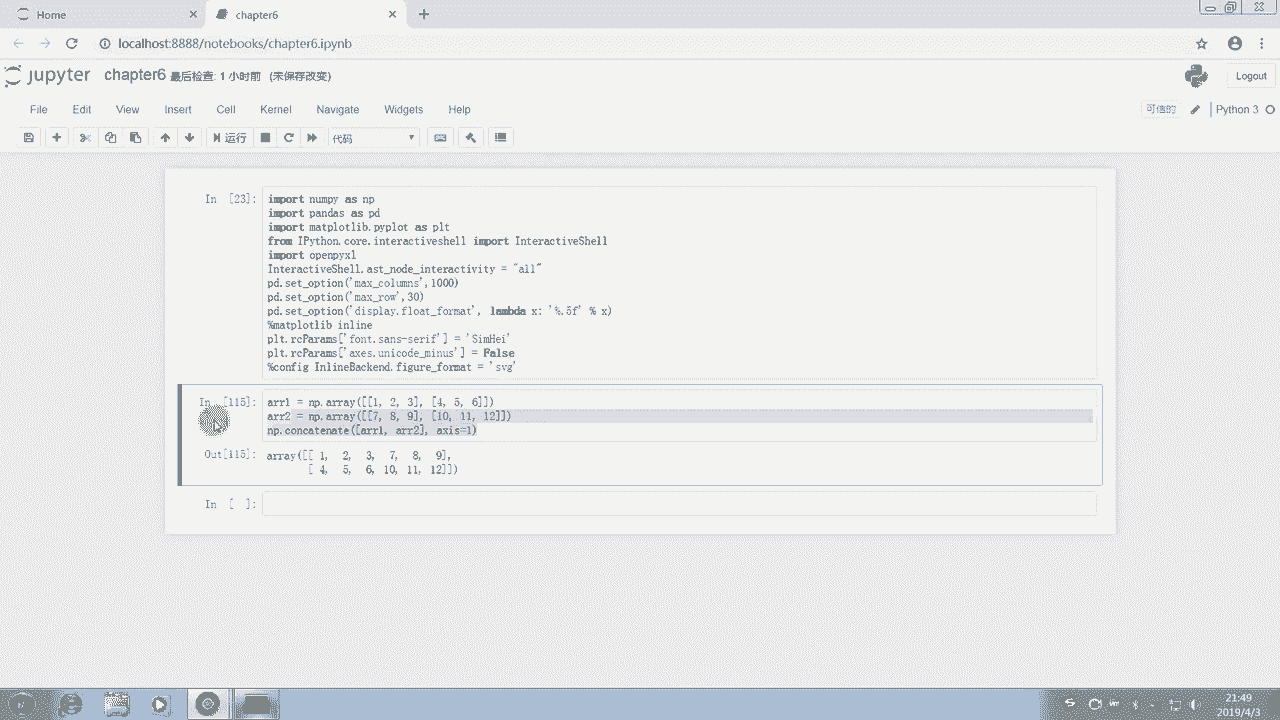 Home
chapter6
localhost:8888/notebooks/chapter6.ipynb
jupyter chapter6 最后检查: 1 小时前 (未保存改变)
Logout
File Edit View Insert Cell Kernel Navigate Widgets Help
可信的 Python 3
运行 代码
In [23]:
import numpy as np
import pandas as pd
import matplotlib.pyplot as plt
from IPython.core.interactiveshell import InteractiveShell
import openpyxl
InteractiveShell.ast_node_interactivity = "all"
pd.set_option('max_columns',1000)
pd.set_option('max_row',30)
pd.set_option('display.float_format', lambda x: '%.5f' % x)
%matplotlib inline
plt.rcParams['font.sans-serif'] = 'SimHei'
plt.rcParams['axes.unicode_minus'] = False
%config InlineBackend.figure_format = 'svg'
In [115]:
arr1 = np.array([[1, 2, 3], [4, 5, 6]])
arr2 = np.array([[7, 8, 9], [10, 11, 12]])
np.concatenate([arr1, arr2], axis=1)
Out[115]:
array([[ 1, 2, 3, 7, 8, 9],
[ 4, 5, 6, 10, 11, 12]])
In [ ]:
21:49
2019/4/3